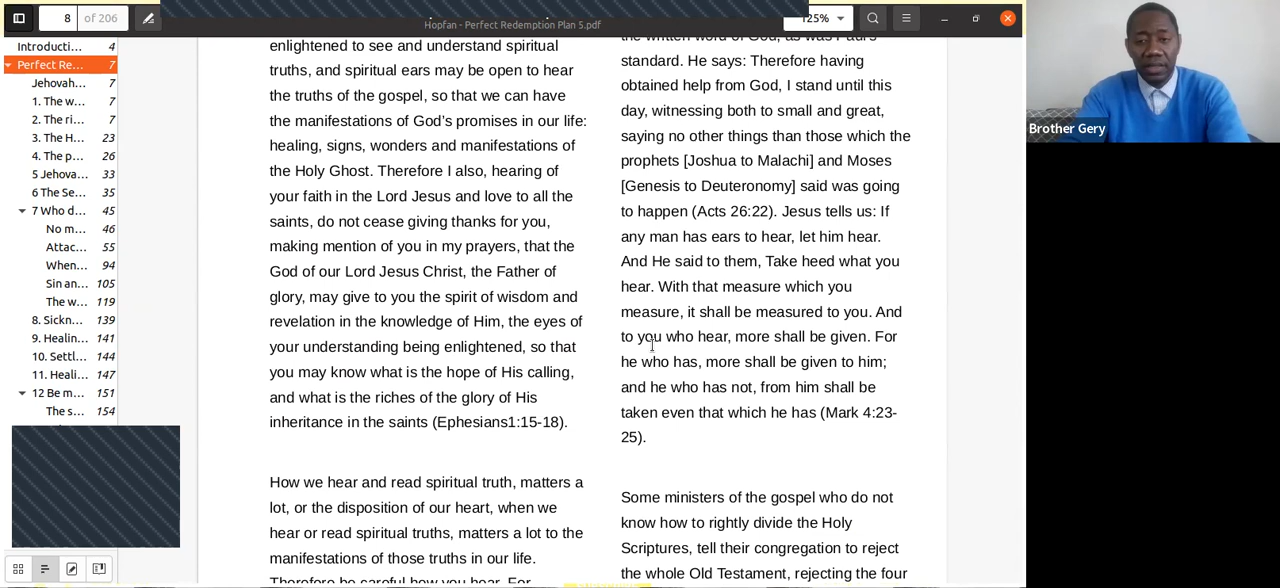 8
of 206
Hopfan - Perfect Redemption Plan 5.pdf
125%
Introducti... 4
Perfect Re... 7
Jehovah... 7
1. The w... 7
2. The ri... 7
3. The H... 23
4. The p... 26
5 Jehova... 33
6 The Se... 35
7 Who d... 45
No m... 46
Attac... 55
When... 94
Sin an... 105
The w... 119
8. Sickn... 139
9. Healin... 141
10. Settl... 144
11. Heali... 147
12 Be m... 151
The s... 154
enlightened to see and understand spiritual
truths, and spiritual ears may be open to hear
the truths of the gospel, so that we can have
the manifestations of God's promises in our life:
healing, signs, wonders and manifestations of
the Holy Ghost. Therefore I also, hearing of
your faith in the Lord Jesus and love to all the
saints, do not cease giving thanks for you,
making mention of you in my prayers, that the
God of our Lord Jesus Christ, the Father of
glory, may give to you the spirit of wisdom and
revelation in the knowledge of Him, the eyes of
your understanding being enlightened, so that
you may know what is the hope of His calling,
and what is the riches of the glory of His
inheritance in the saints (Ephesians1:15-18).
How we hear and read spiritual truth, matters a
lot, or the disposition of our heart, when we
hear or read spiritual truths, matters a lot to the
manifestations of those truths in our life.
Therefore be careful how you hear. For
the written word of God, as was Paul's
standard. He says: Therefore having
obtained help from God, I stand until this
day, witnessing both to small and great,
saying no other things than those which the
prophets [Joshua to Malachi] and Moses
[Genesis to Deuteronomy] said was going
to happen (Acts 26:22). Jesus tells us: If
any man has ears to hear, let him hear.
And He said to them, Take heed what you
hear. With that measure which you
measure, it shall be measured to you. And
to you who hear, more shall be given. For
he who has, more shall be given to him;
and he who has not, from him shall be
taken even that which he has (Mark 4:23-
25).
Some ministers of the gospel who do not
know how to rightly divide the Holy
Scriptures, tell their congregation to reject
the whole Old Testament, rejecting the four
Brother Gery